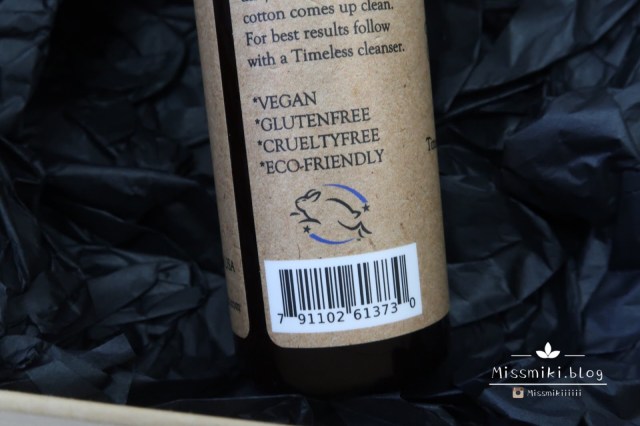 cotton comes up clean.
For best results follow
with a Timeless cleanser.
*VEGAN
*GLUTENFREE
*CRUELTYFREE
*ECO-FRIENDLY
7 91102 61373 0
Missmiki.blog
Missmikiiiiii